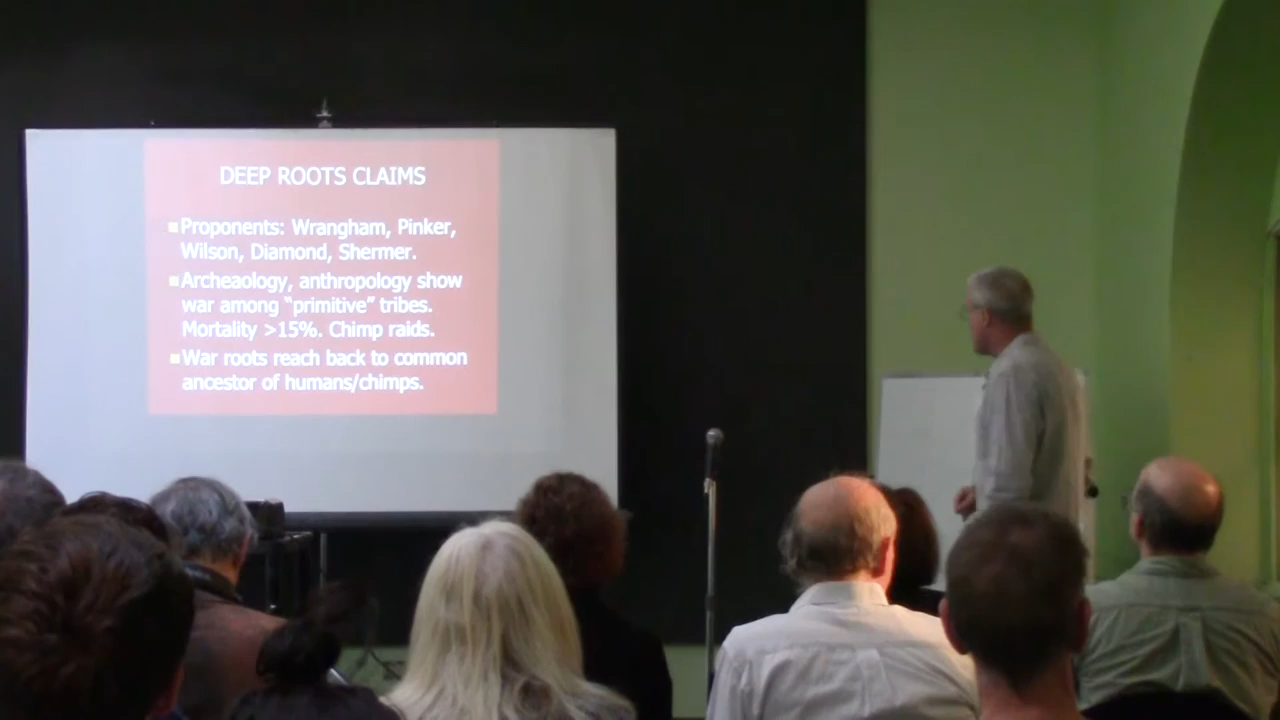 DEEP ROOTS CLAIMS
▪Proponents: Wrangham, Pinker,
Wilson, Diamond, Shermer.
▪Archeaology, anthropology show
war among “primitive” tribes.
Mortality >15%. Chimp raids.
▪War roots reach back to common
ancestor of humans/chimps.